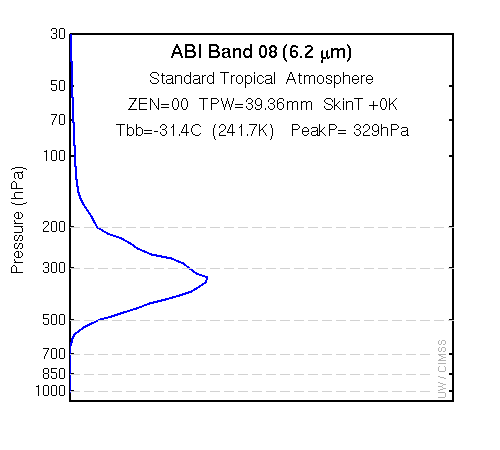 ABI Band 08 (6.2 μm)
Standard Tropical Atmosphere
ZEN=00 TPW=39.36mm SkinT +0K
Tbb=-31.4C (241.7K) PeakP= 329hPa
Pressure (hPa)
30
50
70
100
200
300
500
700
850
1000
UW / CIMSS